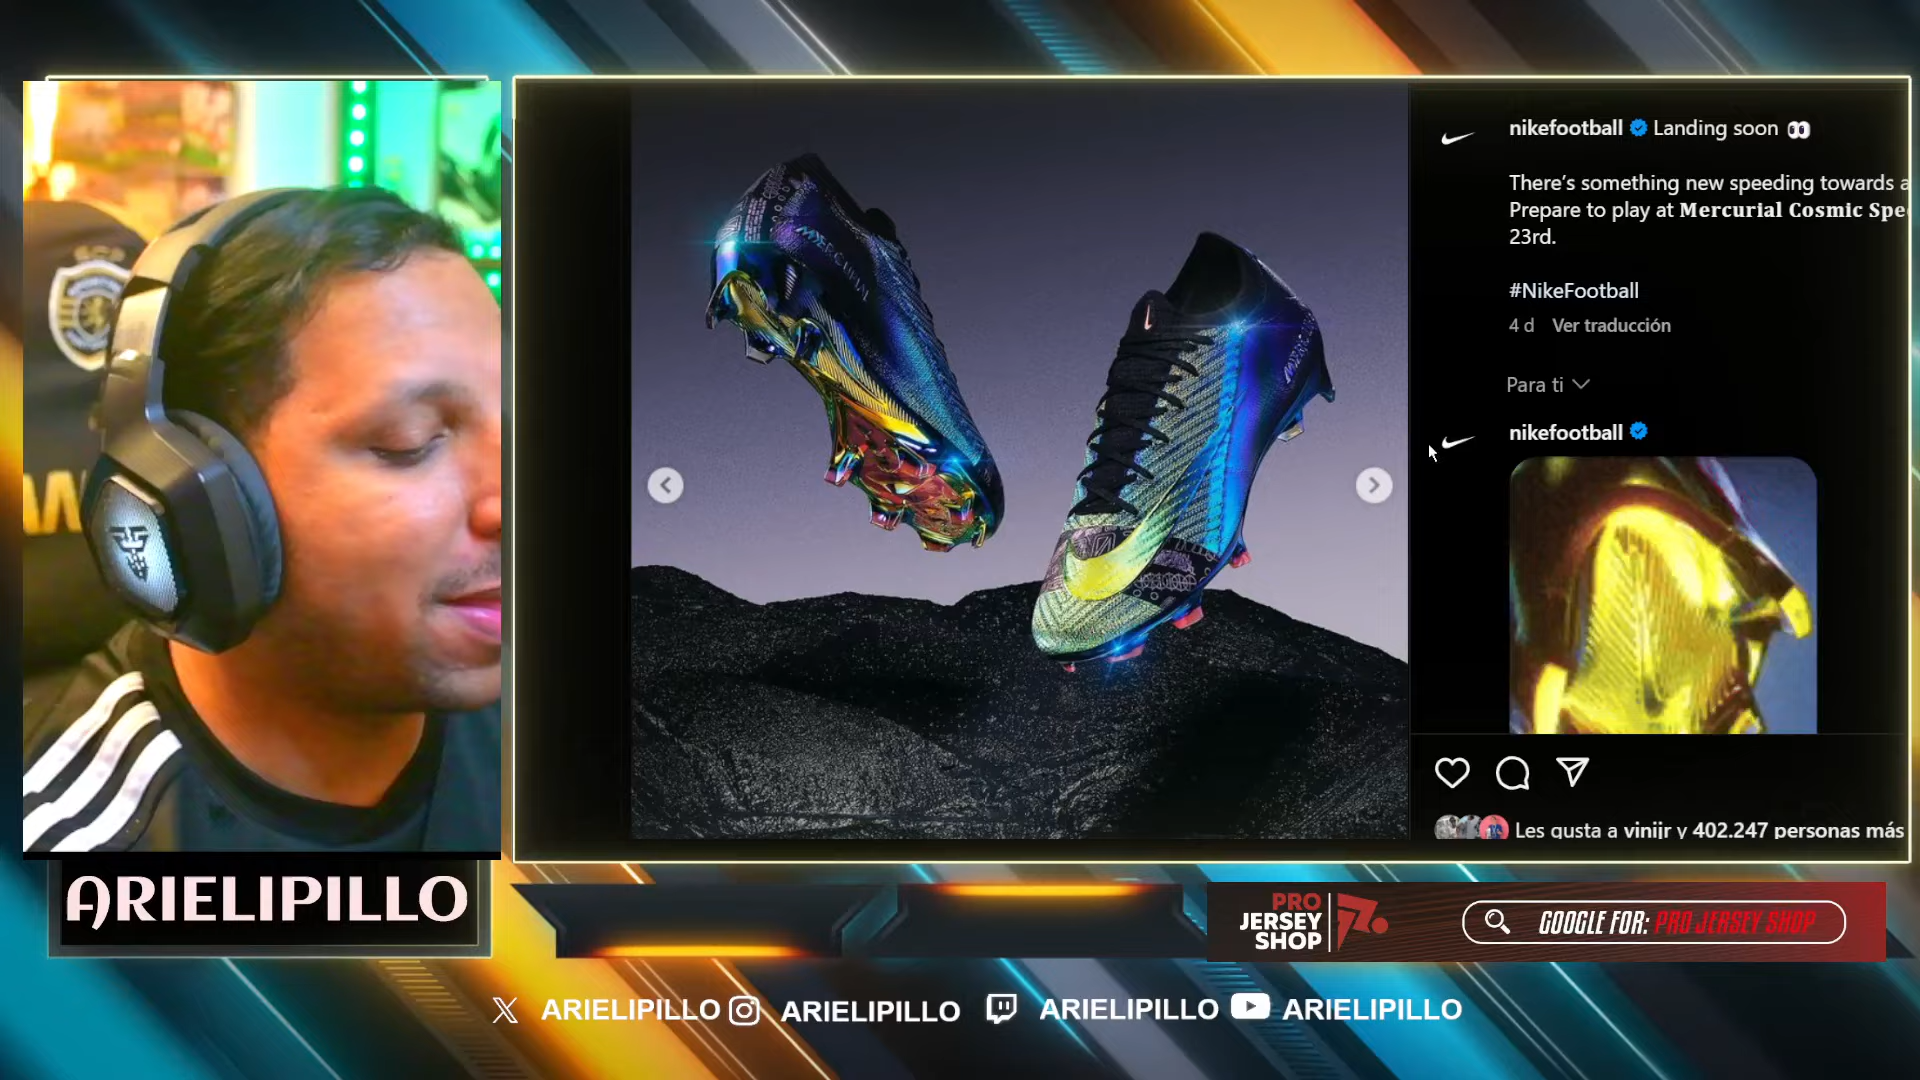 nikefootball Landing soon 👀
There's something new speeding towards a
Prepare to play at Mercurial Cosmic Spe
23rd.
#NikeFootball
4 d Ver traducción
Para ti
nikefootball
Les gusta a vinijr y 402.247 personas más
MERCURIAL
ARIELIPILLO
PRO
JERSEY
SHOP
GOOGLE FOR: PRO JERSEY SHOP
ARIELIPILLO ARIELIPILLO ARIELIPILLO ARIELIPILLO